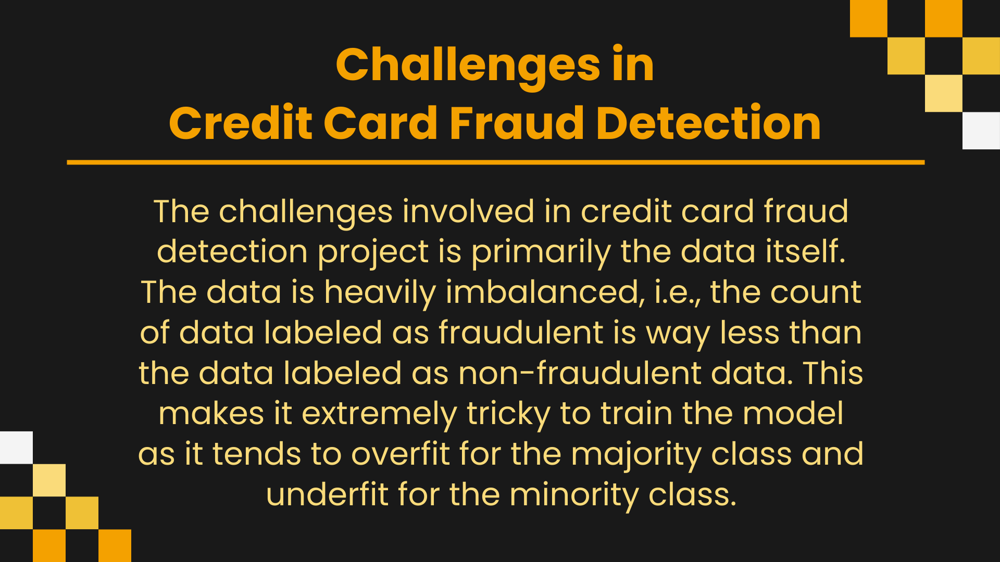 Challenges in
Credit Card Fraud Detection
The challenges involved in credit card fraud
detection project is primarily the data itself.
The data is heavily imbalanced, i.e., the count
of data labeled as fraudulent is way less than
the data labeled as non-fraudulent data. This
makes it extremely tricky to train the model
as it tends to overfit for the majority class and
underfit for the minority class.